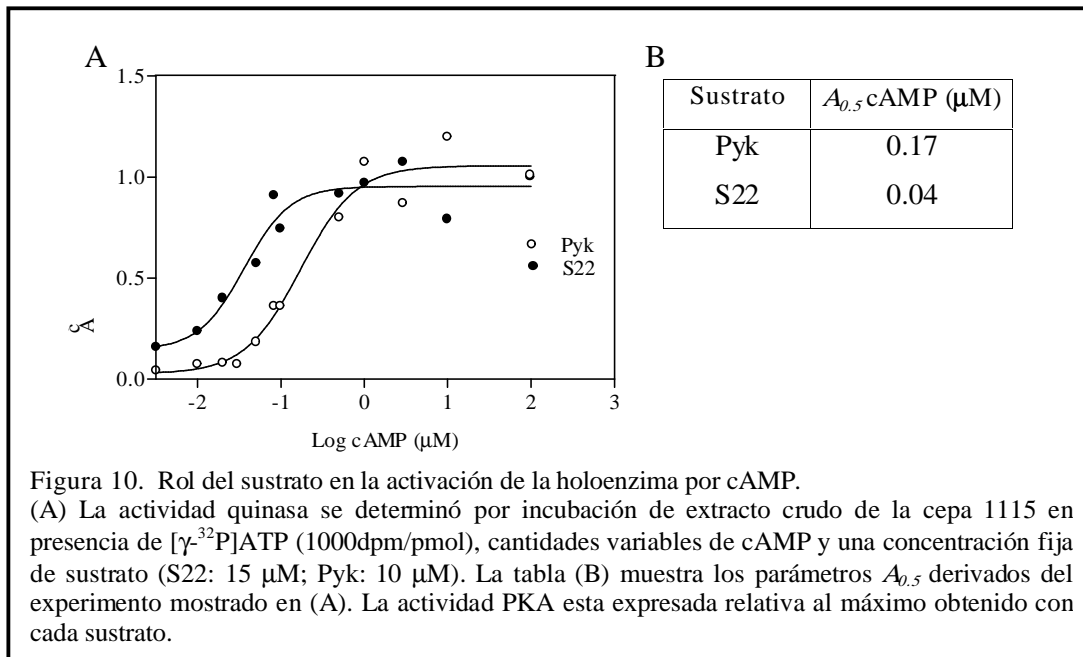 A
B
1.5
1.0
0.5
0.0
c
A
-2
-1
0
1
2
3
Log cAMP (μM)
Pyk
S22
Sustrato A0.5 cAMP (μM)
Pyk 0.17
S22 0.04
Figura 10. Rol del sustrato en la activación de la holoenzima por cAMP.
(A) La actividad quinasa se determinó por incubación de extracto crudo de la cepa 1115 en
presencia de [γ-³²P]ATP (1000dpm/pmol), cantidades variables de cAMP y una concentración fija
de sustrato (S22: 15 μM; Pyk: 10 μM). La tabla (B) muestra los parámetros A0.5 derivados del
experimento mostrado en (A). La actividad PKA esta expresada relativa al máximo obtenido con
cada sustrato.